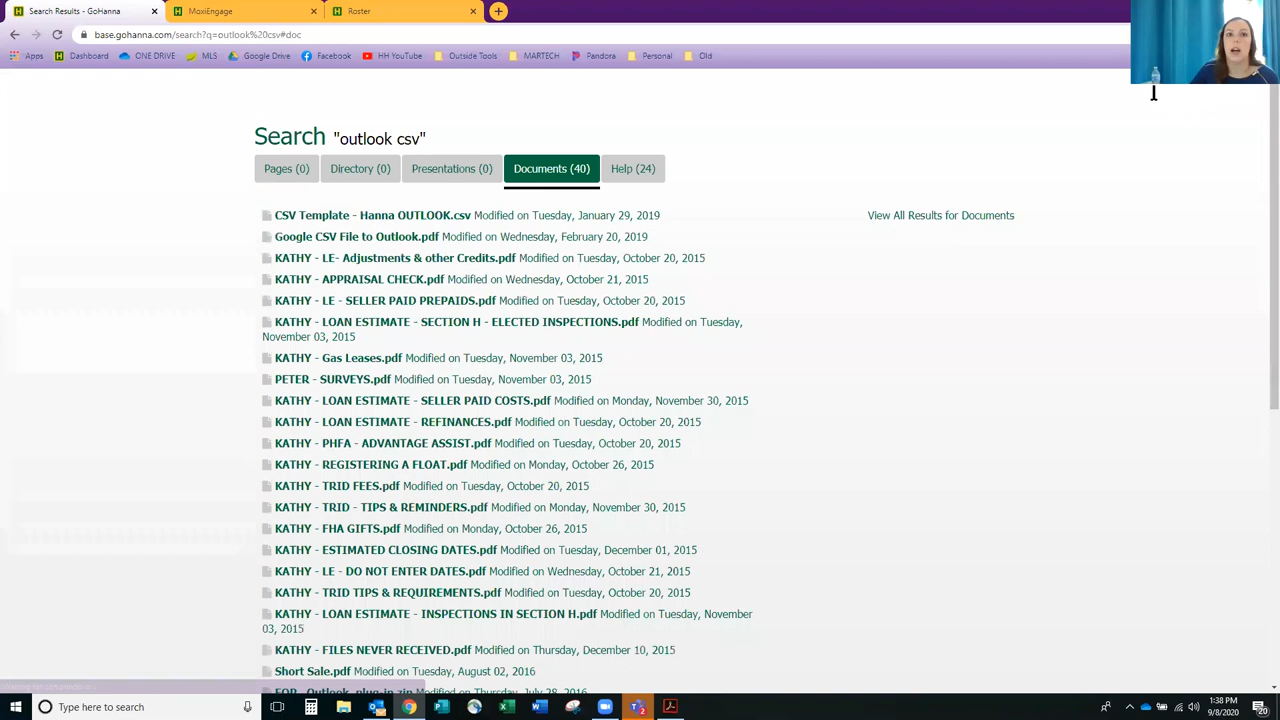 Search Results - GoHanna
MoxiEngage
Roster
base.gohanna.com/search?q=outlook%20csv#doc
Apps
Dashboard
ONE DRIVE
MLS
Google Drive
Facebook
HH YouTube
Outside Tools
MARTECH
Pandora
Personal
Old
Search "outlook csv"
Pages (0)
Directory (0)
Presentations (0)
Documents (40)
Help (24)
CSV Template - Hanna OUTLOOK.csv Modified on Tuesday, January 29, 2019
View All Results for Documents
Google CSV File to Outlook.pdf Modified on Wednesday, February 20, 2019
KATHY - LE- Adjustments & other Credits.pdf Modified on Tuesday, October 20, 2015
KATHY - APPRAISAL CHECK.pdf Modified on Wednesday, October 21, 2015
KATHY - LE - SELLER PAID PREPAIDS.pdf Modified on Tuesday, October 20, 2015
KATHY - LOAN ESTIMATE - SECTION H - ELECTED INSPECTIONS.pdf Modified on Tuesday,
November 03, 2015
KATHY - Gas Leases.pdf Modified on Tuesday, November 03, 2015
PETER - SURVEYS.pdf Modified on Tuesday, November 03, 2015
KATHY - LOAN ESTIMATE - SELLER PAID COSTS.pdf Modified on Monday, November 30, 2015
KATHY - LOAN ESTIMATE - REFINANCES.pdf Modified on Tuesday, October 20, 2015
KATHY - PHFA - ADVANTAGE ASSIST.pdf Modified on Tuesday, October 20, 2015
KATHY - REGISTERING A FLOAT.pdf Modified on Monday, October 26, 2015
KATHY - TRID FEES.pdf Modified on Tuesday, October 20, 2015
KATHY - TRID - TIPS & REMINDERS.pdf Modified on Monday, November 30, 2015
KATHY - FHA GIFTS.pdf Modified on Monday, October 26, 2015
KATHY - ESTIMATED CLOSING DATES.pdf Modified on Tuesday, December 01, 2015
KATHY - LE - DO NOT ENTER DATES.pdf Modified on Wednesday, October 21, 2015
KATHY - TRID TIPS & REQUIREMENTS.pdf Modified on Tuesday, October 20, 2015
KATHY - LOAN ESTIMATE - INSPECTIONS IN SECTION H.pdf Modified on Tuesday, November
03, 2015
KATHY - FILES NEVER RECEIVED.pdf Modified on Thursday, December 10, 2015
Short Sale.pdf Modified on Tuesday, August 02, 2016
EOP Outlook plug-in.zip Modified on Thursday, July 28, 2016
Type here to search
1:38 PM
9/8/2020
20